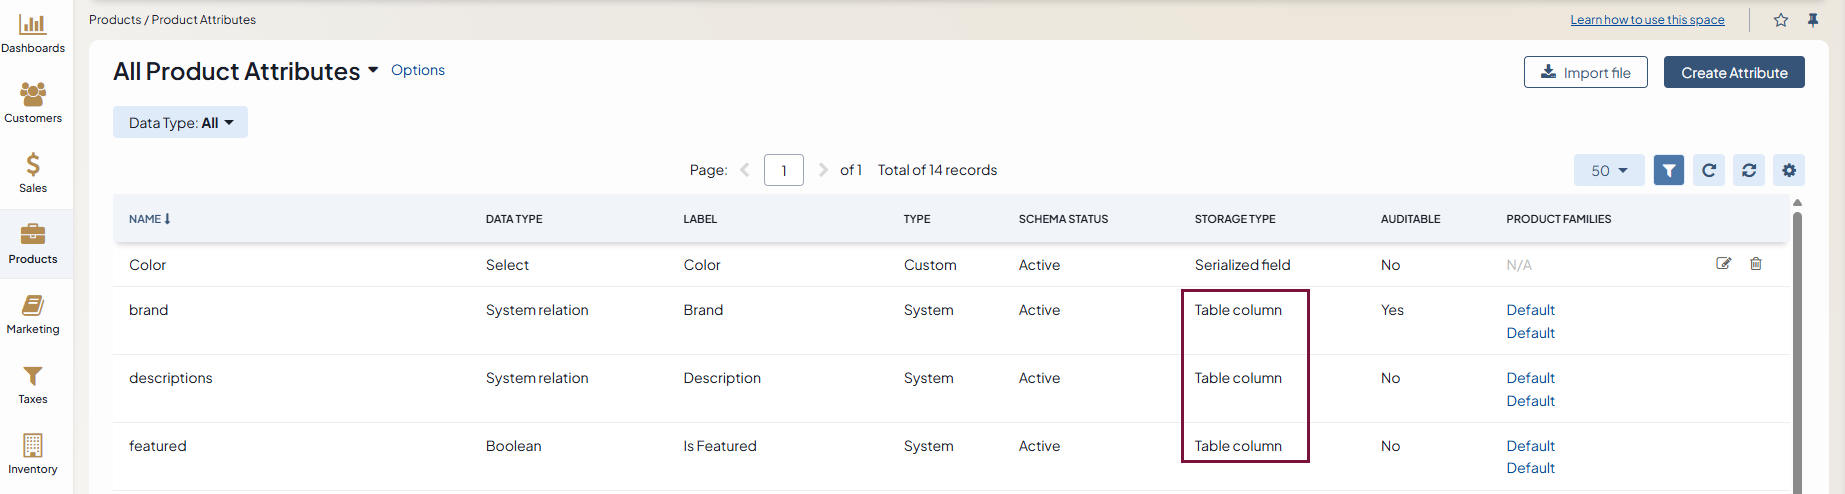 Products / Product Attributes
Learn how to use this space
Dashboards
Customers
Sales
Products
Marketing
Taxes
Inventory
All Product Attributes
Options
Import file
Create Attribute
Data Type: All
Page: 1 of 1 Total of 14 records
50
NAME DATA TYPE LABEL TYPE SCHEMA STATUS STORAGE TYPE AUDITABLE PRODUCT FAMILIES
Color Select Color Custom Active Serialized field No N/A
brand System relation Brand System Active Table column Yes Default
Default
descriptions System relation Description System Active Table column No Default
Default
featured Boolean Is Featured System Active Table column No Default
Default